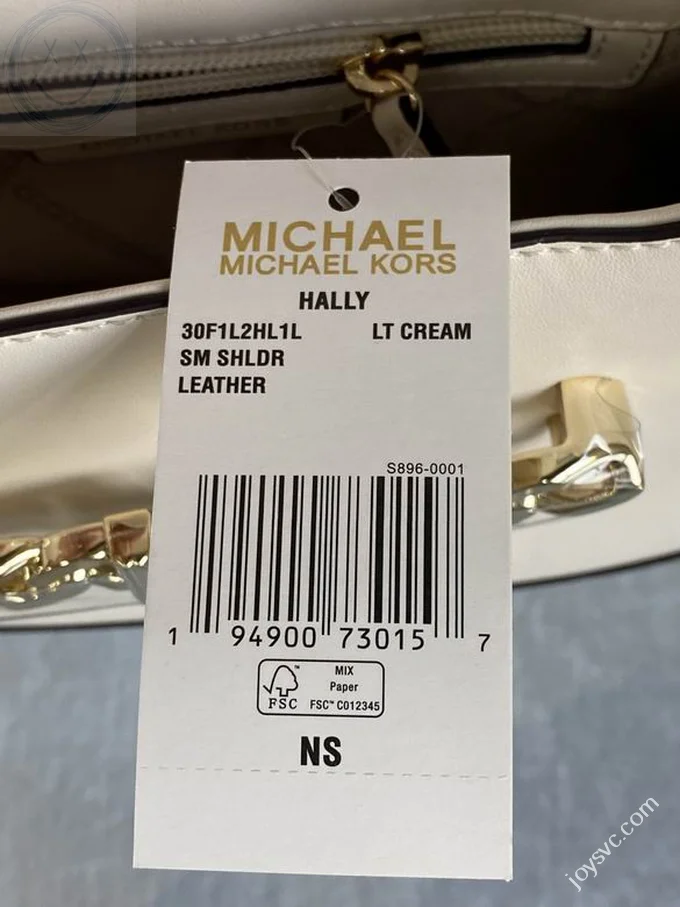 MICHAEL
MICHAEL KORS
HALLY
30F1L2HL1L LT CREAM
SM SHLDR
LEATHER
S896-0001
1 94900 73015 7
FSC™
MIX
Paper
FSC™ C012345
NS
joysvc.com